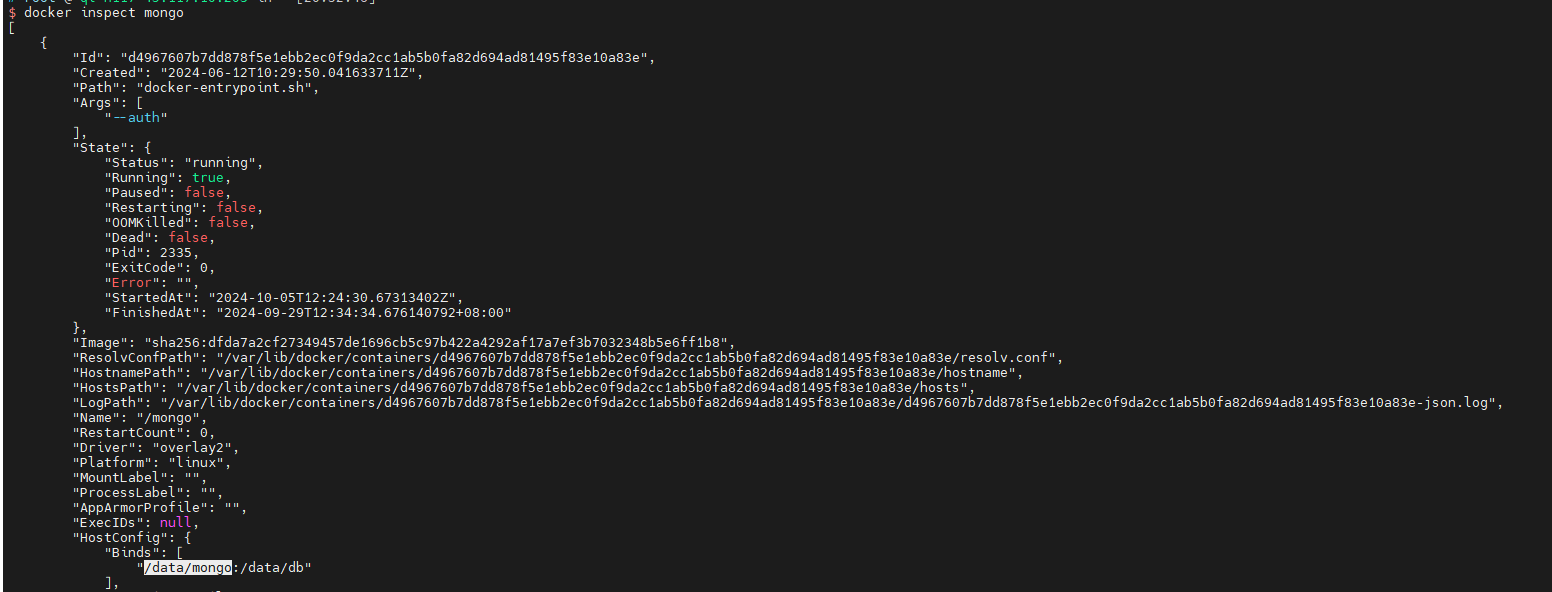 $ docker inspect mongo
[
    {
        "Id": "d4967607b7dd878f5e1ebb2ec0f9da2cc1ab5b0fa82d694ad81495f83e10a83e",
        "Created": "2024-06-12T10:29:50.041633711Z",
        "Path": "docker-entrypoint.sh",
        "Args": [
            "--auth"
        ],
        "State": {
            "Status": "running",
            "Running": true,
            "Paused": false,
            "Restarting": false,
            "OOMKilled": false,
            "Dead": false,
            "Pid": 2335,
            "ExitCode": 0,
            "Error": "",
            "StartedAt": "2024-10-05T12:24:30.67313402Z",
            "FinishedAt": "2024-09-29T12:34:34.676140792+08:00"
        },
        "Image": "sha256:dfda7a2cf27349457de1696cb5c97b422a4292af17a7ef3b7032348b5e6ff1b8",
        "ResolvConfPath": "/var/lib/docker/containers/d4967607b7dd878f5e1ebb2ec0f9da2cc1ab5b0fa82d694ad81495f83e10a83e/resolv.conf",
        "HostnamePath": "/var/lib/docker/containers/d4967607b7dd878f5e1ebb2ec0f9da2cc1ab5b0fa82d694ad81495f83e10a83e/hostname",
        "HostsPath": "/var/lib/docker/containers/d4967607b7dd878f5e1ebb2ec0f9da2cc1ab5b0fa82d694ad81495f83e10a83e/hosts",
        "LogPath": "/var/lib/docker/containers/d4967607b7dd878f5e1ebb2ec0f9da2cc1ab5b0fa82d694ad81495f83e10a83e/d4967607b7dd878f5e1ebb2ec0f9da2cc1ab5b0fa82d694ad81495f83e10a83e-json.log",
        "Name": "/mongo",
        "RestartCount": 0,
        "Driver": "overlay2",
        "Platform": "linux",
        "MountLabel": "",
        "ProcessLabel": "",
        "AppArmorProfile": "",
        "ExecIDs": null,
        "HostConfig": {
            "Binds": [
                "/data/mongo:/data/db"
            ],